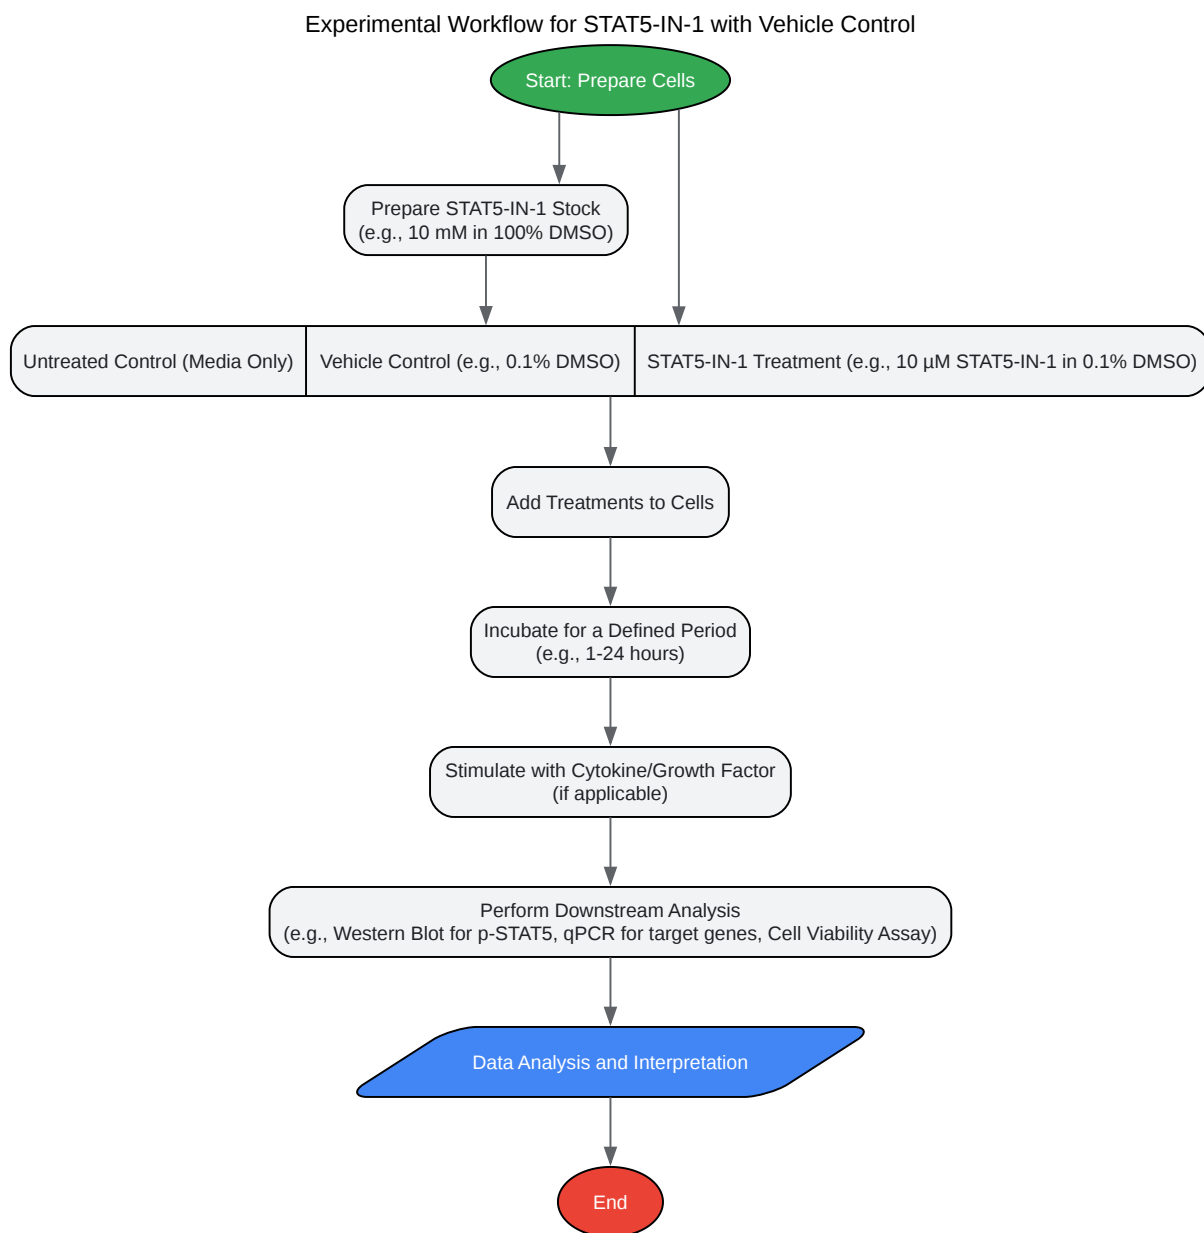 Experimental Workflow for STAT5-IN-1 with Vehicle Control
Start: Prepare Cells
Prepare STAT5-IN-1 Stock
(e.g., 10 mM in 100% DMSO)
Untreated Control (Media Only)
Vehicle Control (e.g., 0.1% DMSO)
STAT5-IN-1 Treatment (e.g., 10 µM STAT5-IN-1 in 0.1% DMSO)
Add Treatments to Cells
Incubate for a Defined Period
(e.g., 1-24 hours)
Stimulate with Cytokine/Growth Factor
(if applicable)
Perform Downstream Analysis
(e.g., Western Blot for p-STAT5, qPCR for target genes, Cell Viability Assay)
Data Analysis and Interpretation
End